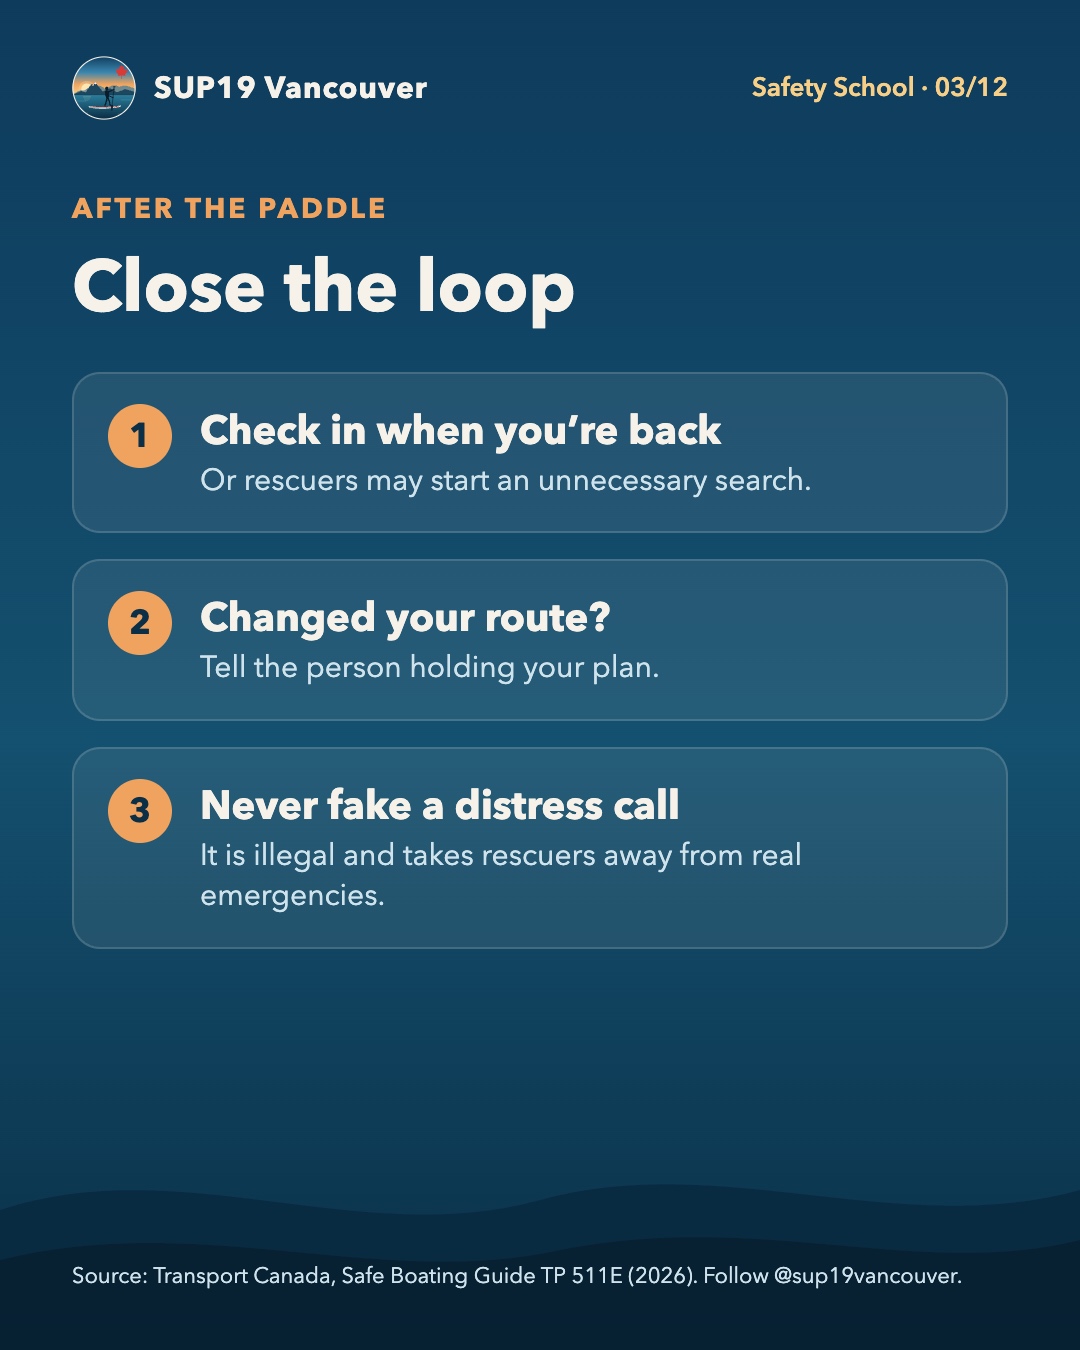 SUP19 Vancouver
Safety School · 03/12
AFTER THE PADDLE
Close the loop
1
Check in when you’re back
Or rescuers may start an unnecessary search.
2
Changed your route?
Tell the person holding your plan.
3
Never fake a distress call
It is illegal and takes rescuers away from real
emergencies.
Source: Transport Canada, Safe Boating Guide TP 511E (2026). Follow @sup19vancouver.